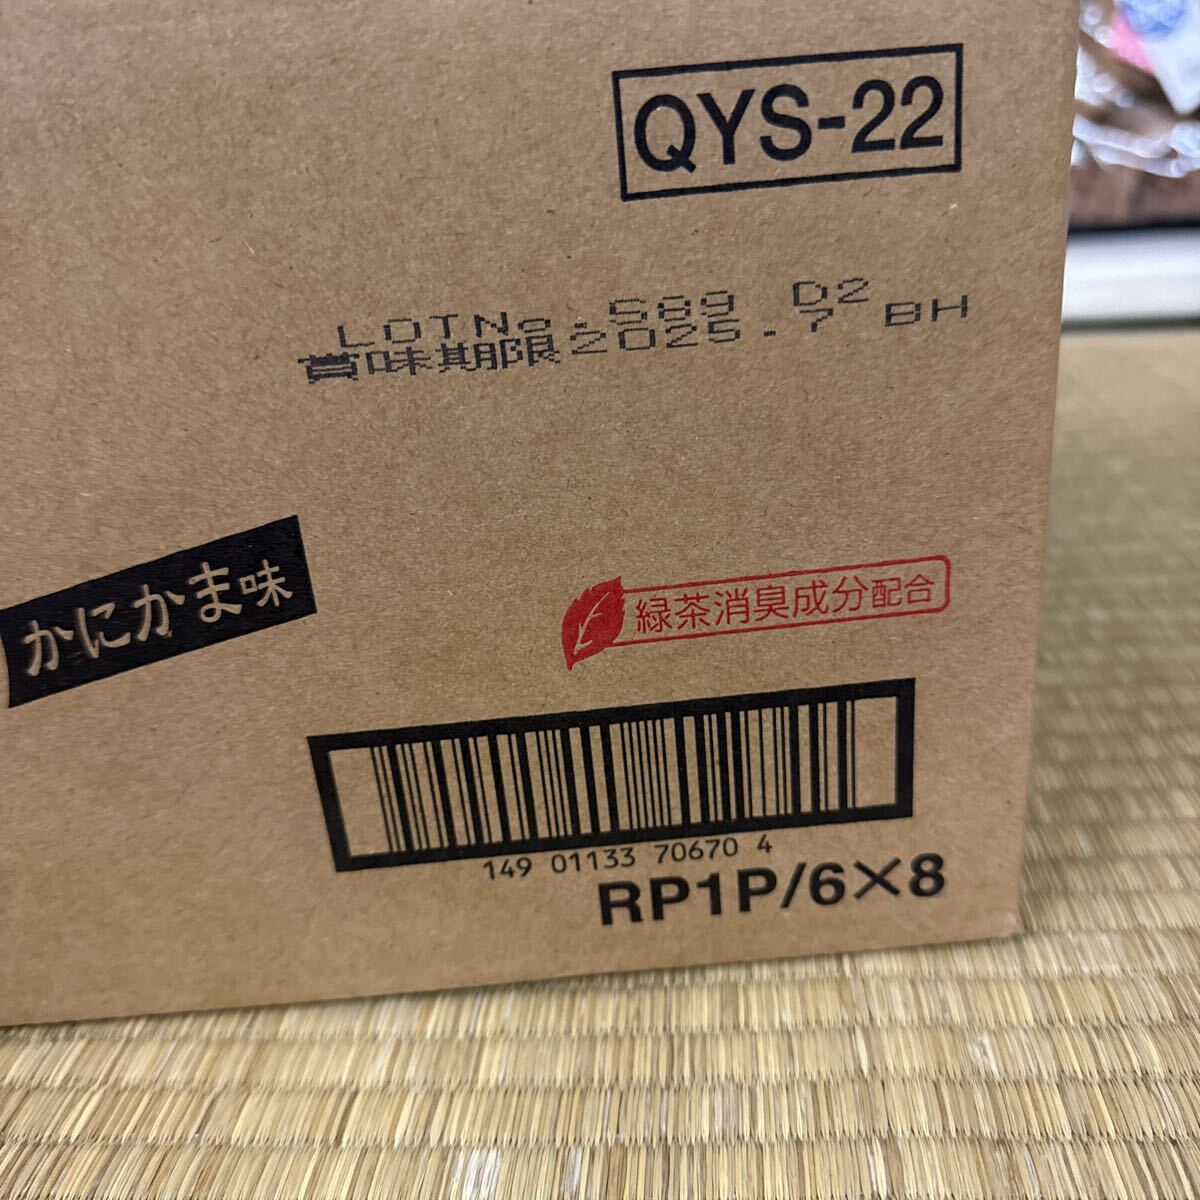 QYS-22
LOTNo.S89 D2
賞味期限2025.7 BH
かにかま味
緑茶消臭成分配合
149 01133 70670 4
RP1P/6×8